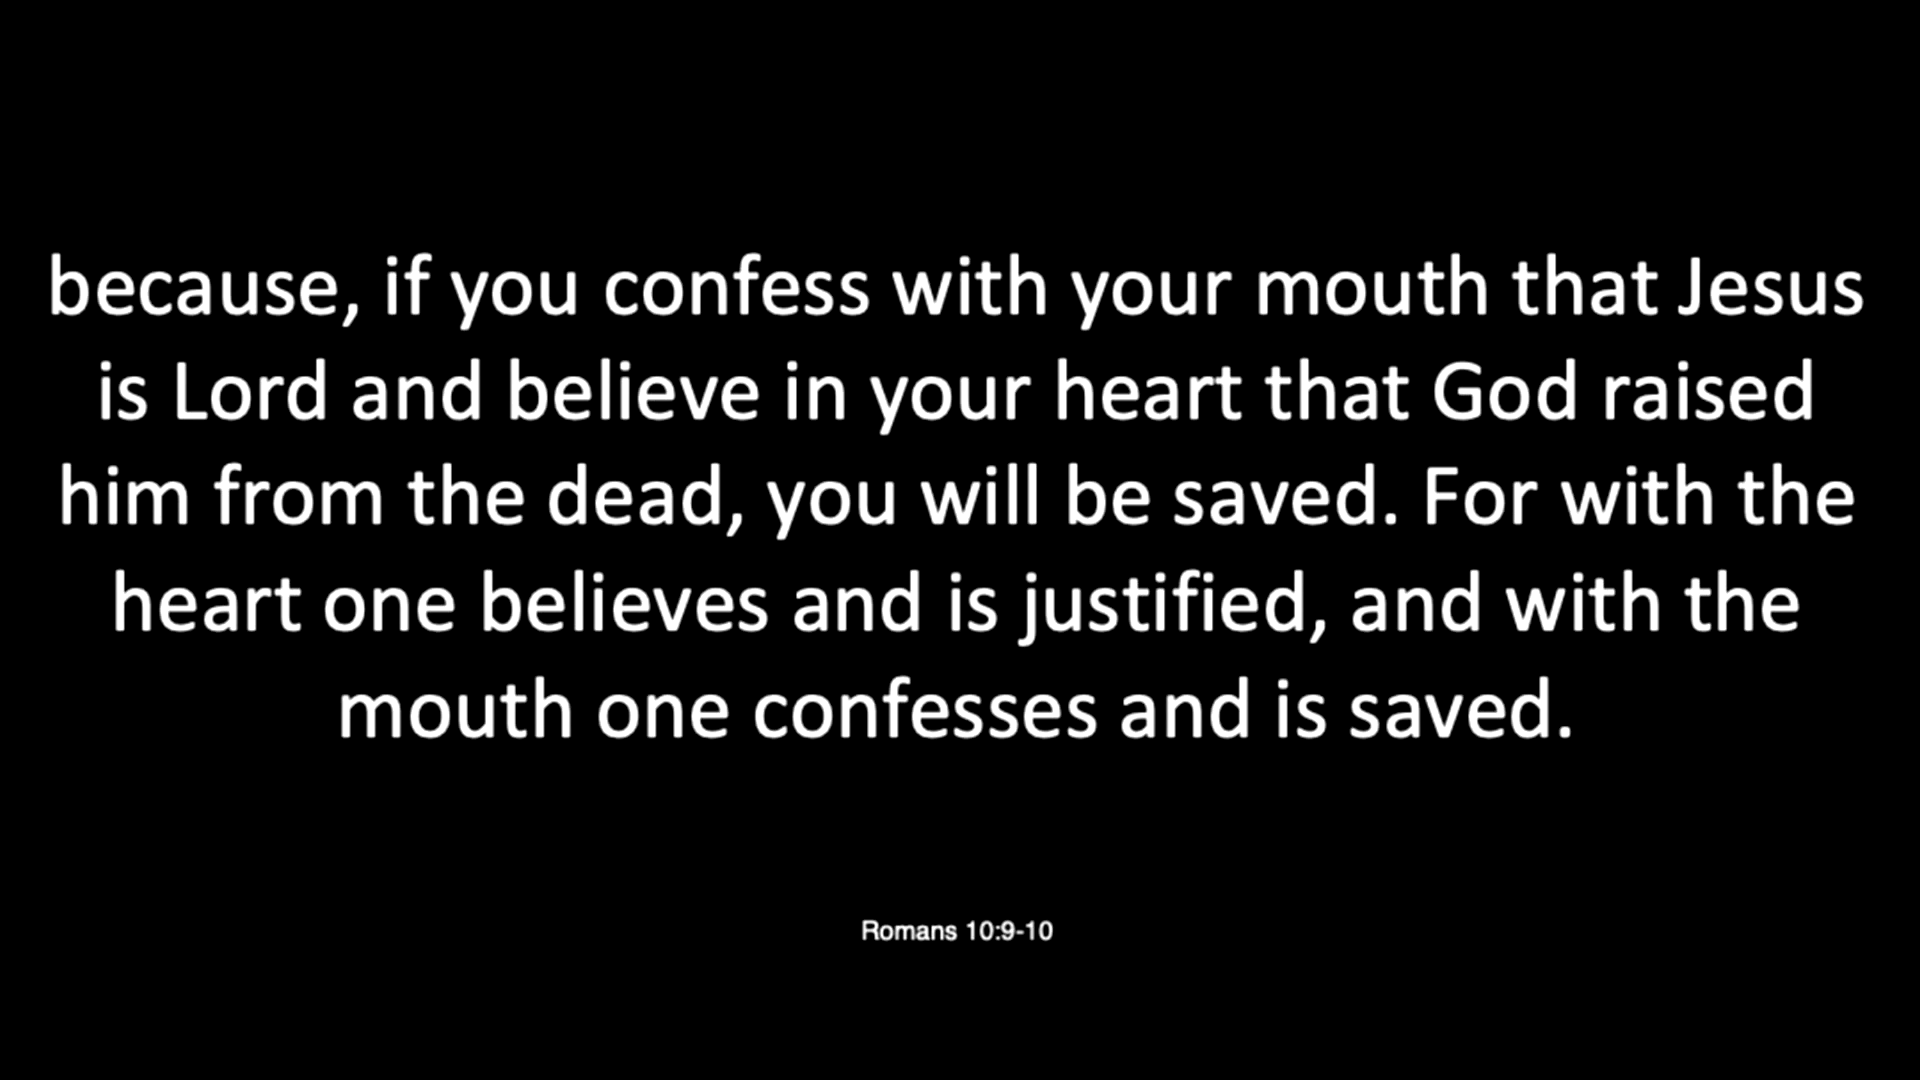 because, if you confess with your mouth that Jesus
is Lord and believe in your heart that God raised
him from the dead, you will be saved. For with the
heart one believes and is justified, and with the
mouth one confesses and is saved.
Romans 10:9-10